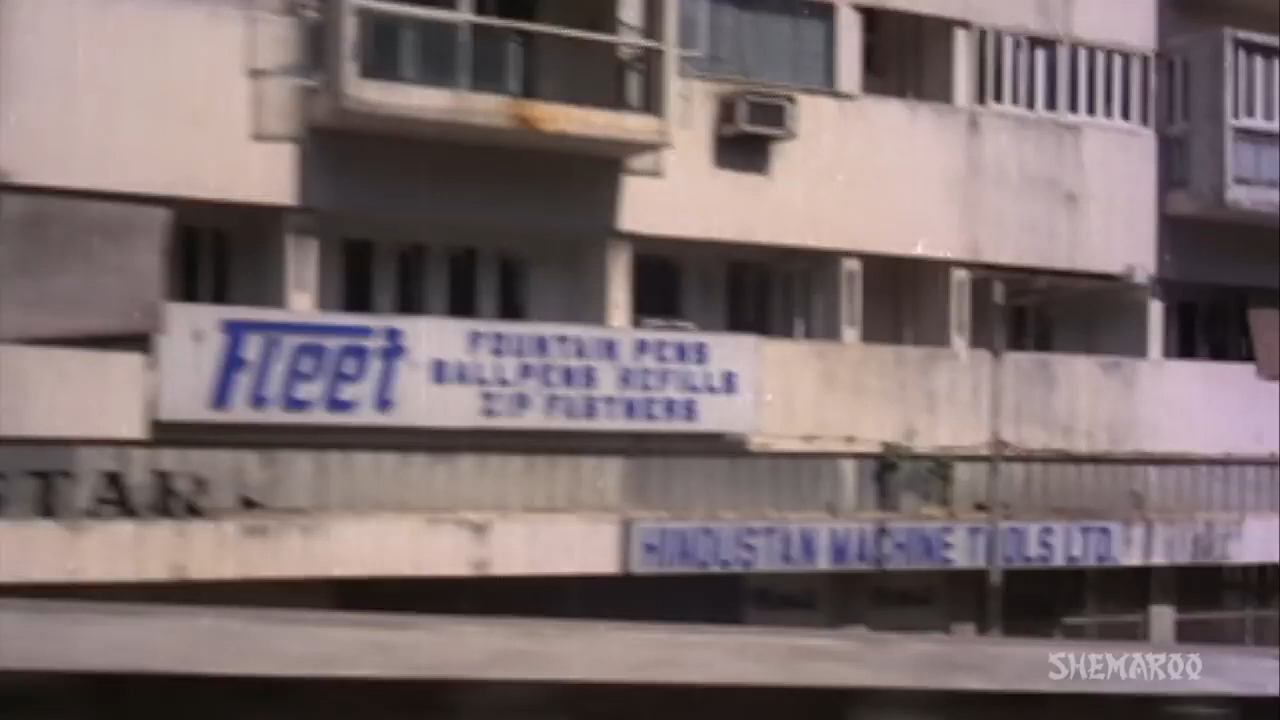 Fleet
FOUNTAIN PENS
BALLPENS REFILLS
ZIP FASTNERS
STAR
HINDUSTAN MACHINE TOOLS LTD.
SHEMAROO